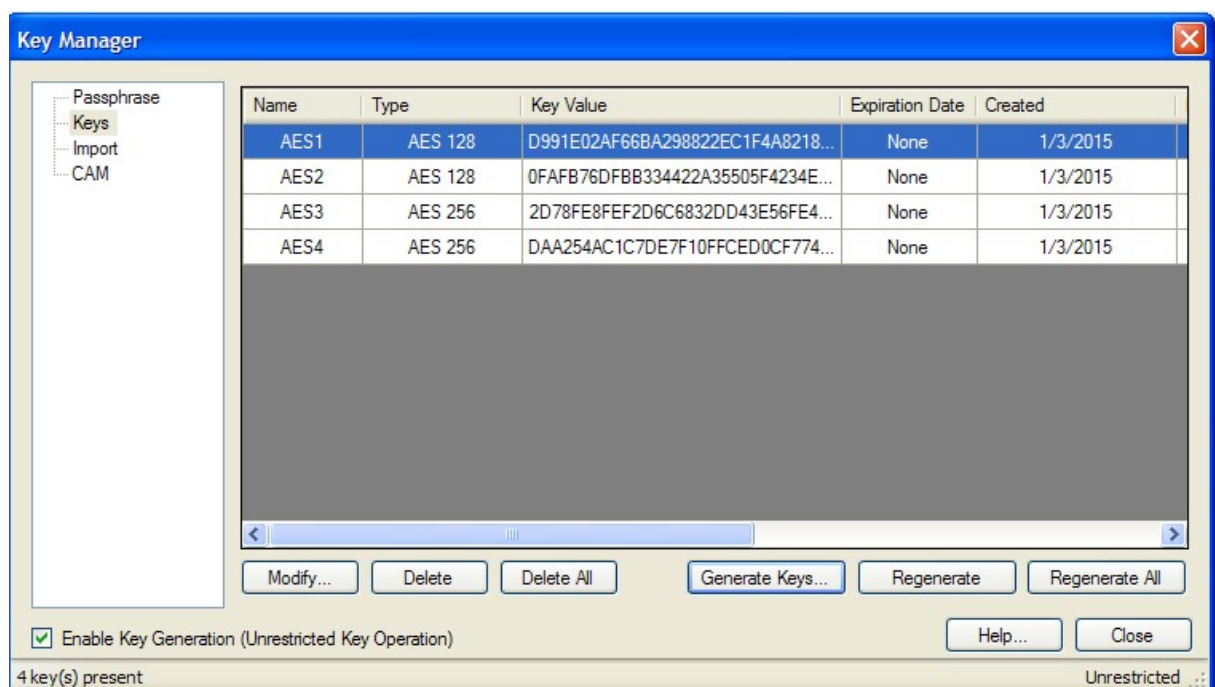 Key Manager
Passphrase
Keys
Import
CAM
Name Type Key Value Expiration Date Created
AES1 AES 128 D991E02AF66BA298822EC1F4A8218... None 1/3/2015
AES2 AES 128 0FAFB76DFBB334422A35505F4234E... None 1/3/2015
AES3 AES 256 2D78FE8FEF2D6C6832DD43E56FE4... None 1/3/2015
AES4 AES 256 DAA254AC1C7DE7F10FFCED0CF774... None 1/3/2015
Modify... Delete Delete All Generate Keys... Regenerate Regenerate All
Enable Key Generation (Unrestricted Key Operation) Help... Close
4 key(s) present Unrestricted